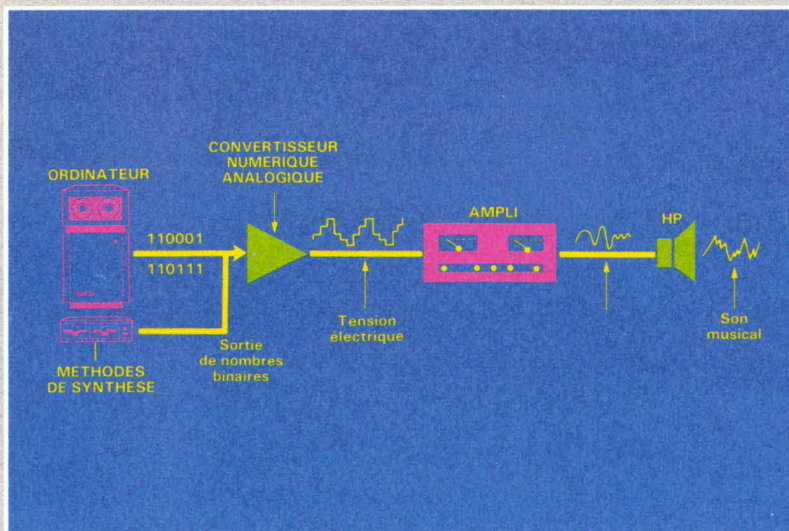 ORDINATEUR
CONVERTISSEUR
NUMERIQUE
ANALOGIQUE
AMPLI
HP
110001
110111
Tension
électrique
Son
musical
Sortie
de nombres
binaires
METHODES
DE SYNTHESE